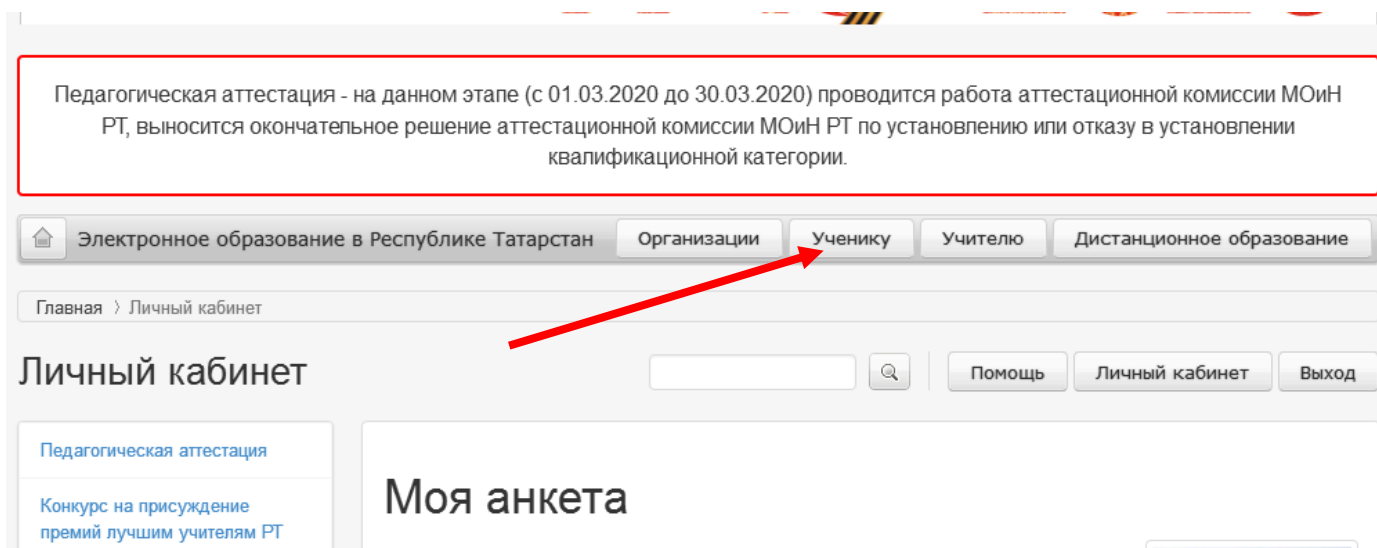 Педагогическая аттестация - на данном этапе (с 01.03.2020 до 30.03.2020) проводится работа аттестационной комиссии МОиН
РТ, выносится окончательное решение аттестационной комиссии МОиН РТ по установлению или отказу в установлении
квалификационной категории.
Электронное образование в Республике Татарстан Организации Ученику Учителю Дистанционное образование
Главная 〉 Личный кабинет
Личный кабинет Помощь Личный кабинет Выход
Педагогическая аттестация
Моя анкета
Конкурс на присуждение
премий лучшим учителям РТ